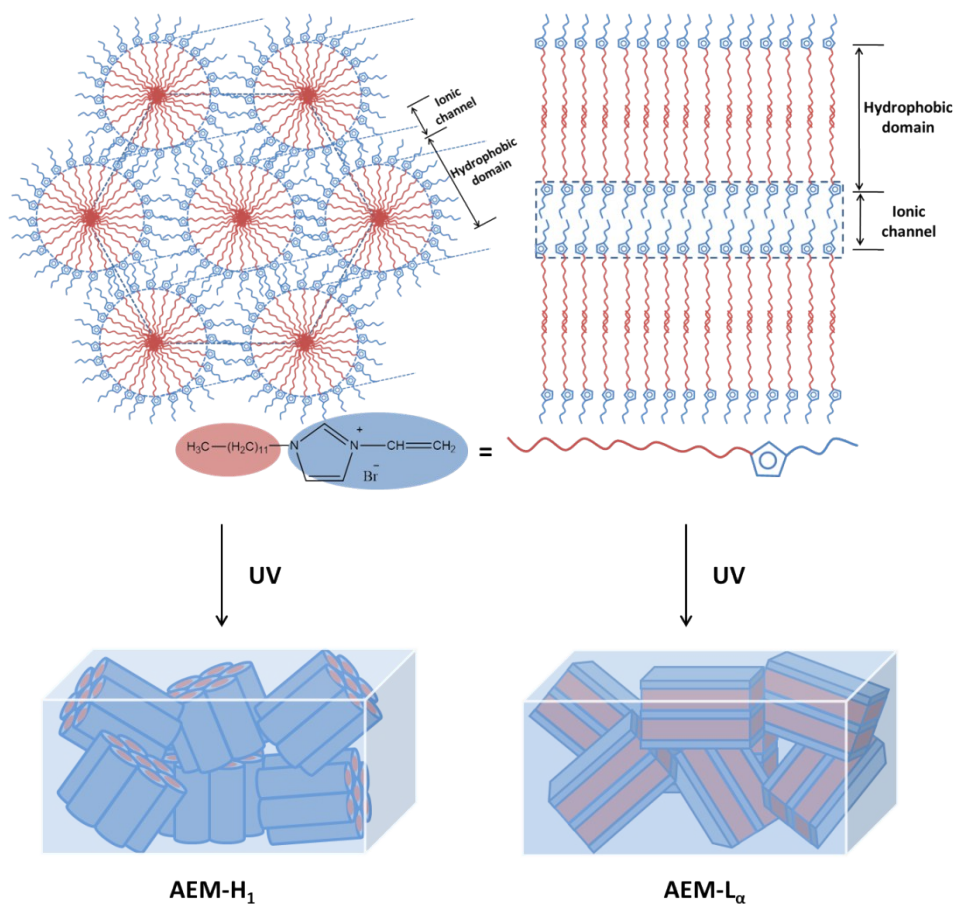 Ionic
channel
Hydrophobic
domain
Hydrophobic
domain
Ionic
channel
H₃C—(H₂C)₁₁—N + N—CH=CH₂
Br⁻
=
UV
UV
AEM-H₁
AEM-Lα